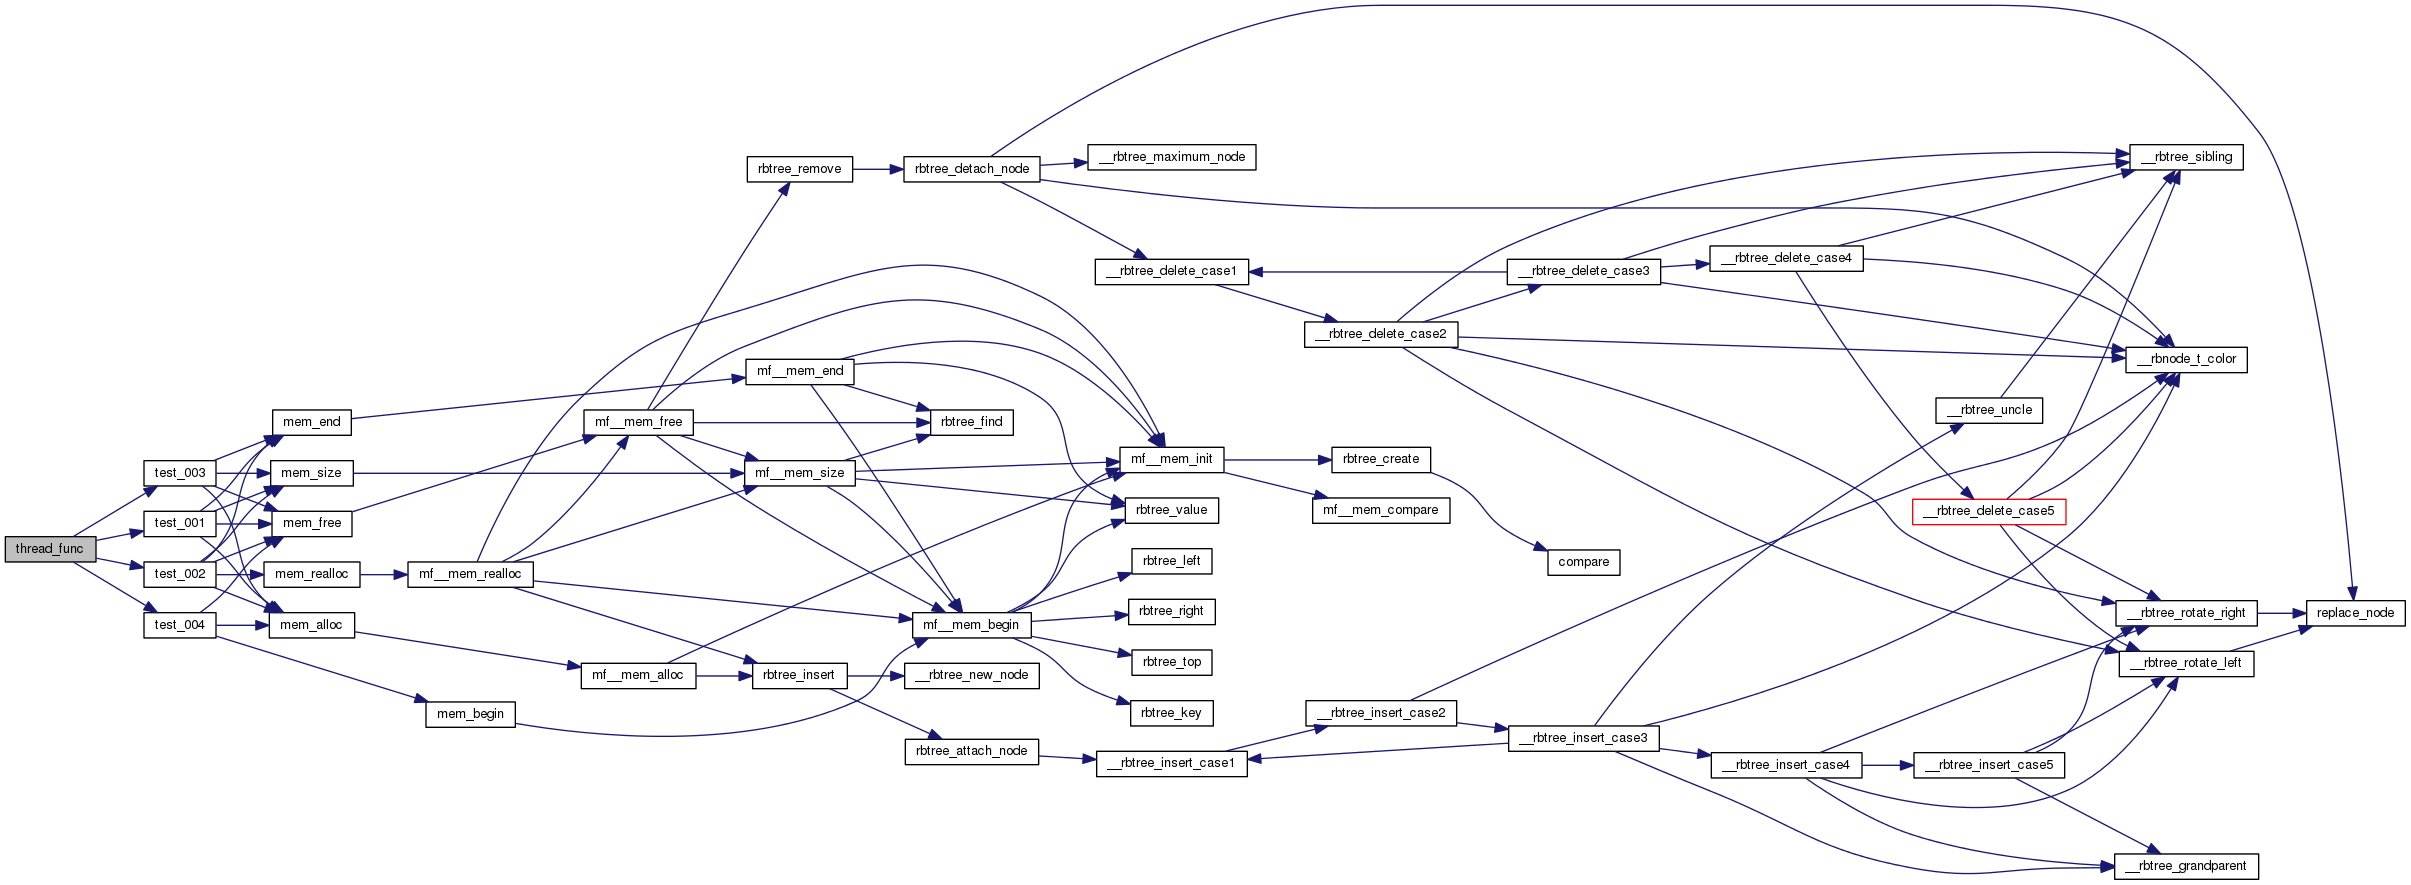 thread_func
test_003
test_001
test_002
test_004
mem_end
mem_size
mem_free
mem_realloc
mem_alloc
mem_begin
mf__mem_realloc
mf__mem_free
mf__mem_alloc
rbtree_remove
mf__mem_end
mf__mem_size
rbtree_insert
rbtree_detach_node
rbtree_find
mf__mem_begin
__rbtree_new_node
rbtree_attach_node
__rbtree_maximum_node
__rbtree_delete_case1
mf__mem_init
rbtree_value
rbtree_left
rbtree_right
rbtree_top
rbtree_key
__rbtree_insert_case1
__rbtree_delete_case2
rbtree_create
mf__mem_compare
__rbtree_insert_case2
__rbtree_delete_case3
compare
__rbtree_insert_case3
__rbtree_delete_case4
__rbtree_insert_case4
__rbtree_uncle
__rbtree_delete_case5
__rbtree_insert_case5
__rbtree_sibling
__rbnode_t_color
__rbtree_rotate_right
__rbtree_rotate_left
__rbtree_grandparent
replace_node